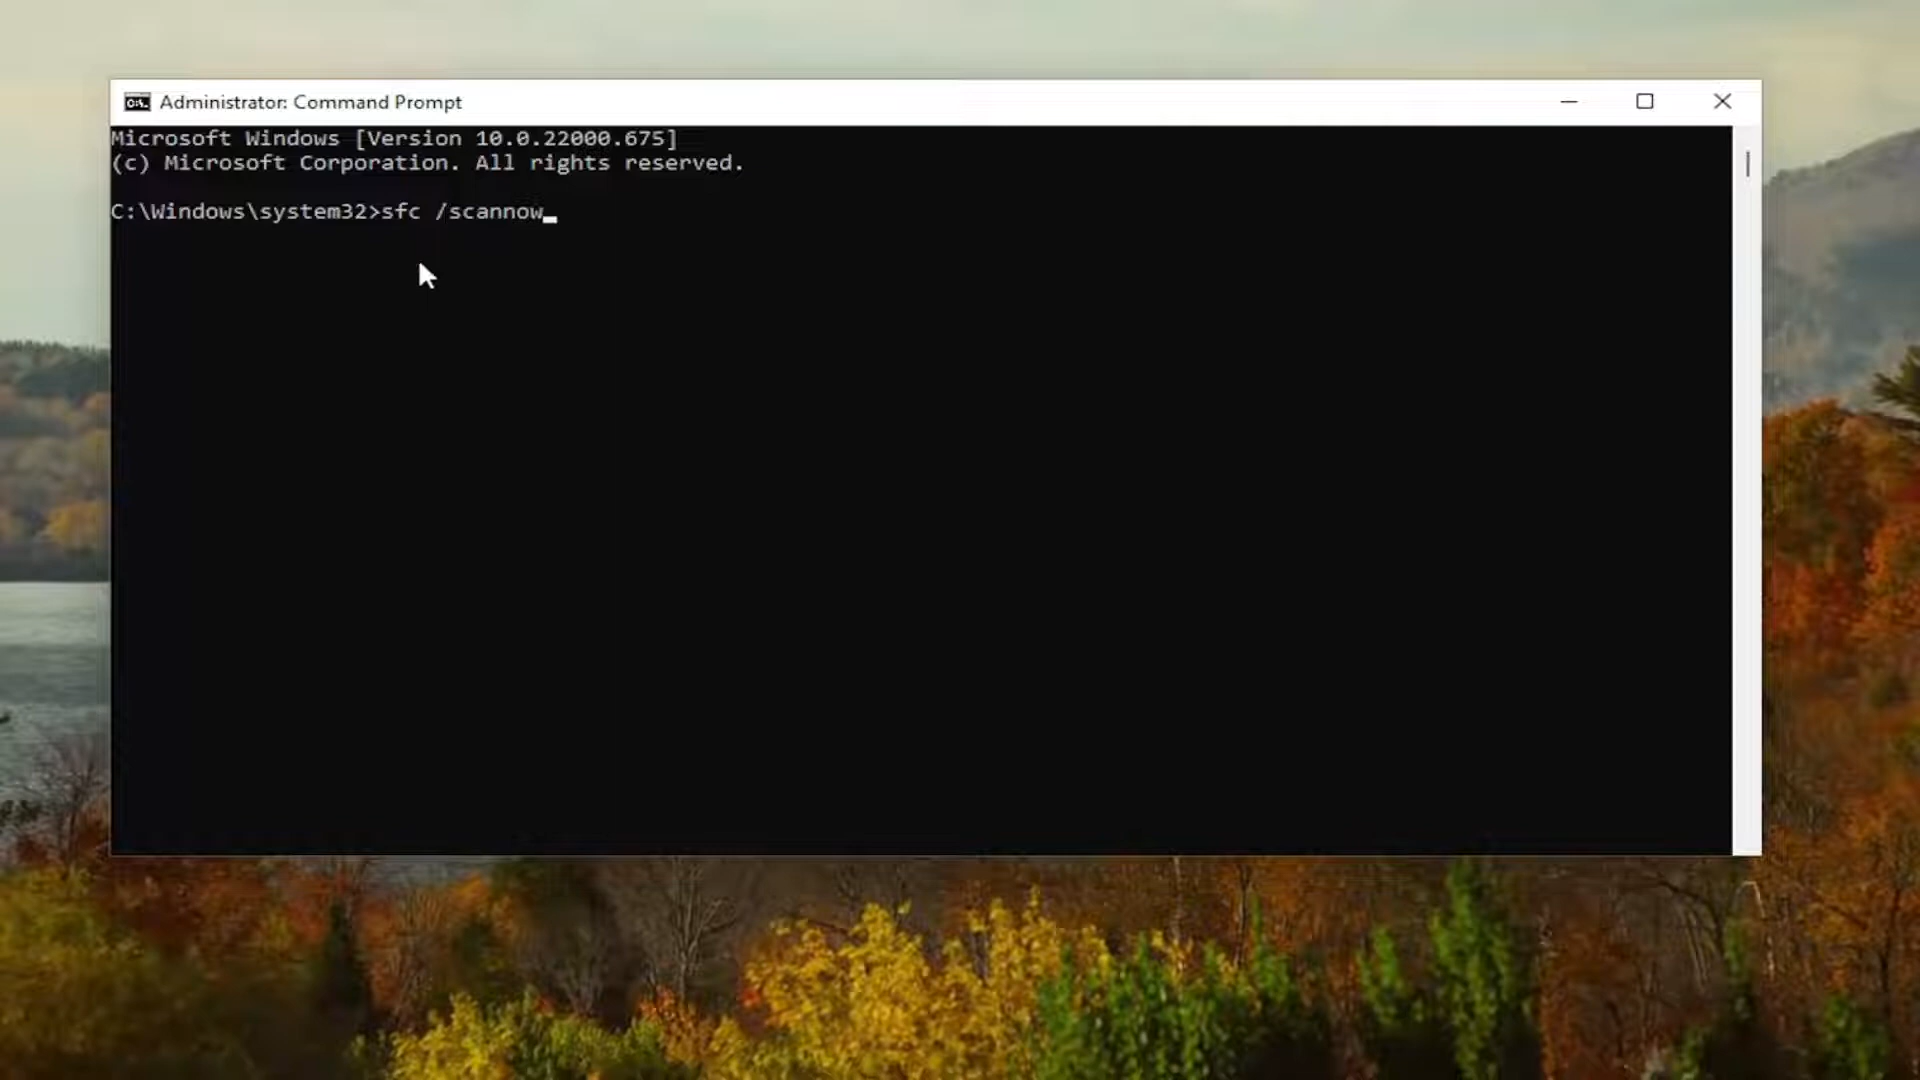 Administrator: Command Prompt
Microsoft Windows [Version 10.0.22000.675]
(c) Microsoft Corporation. All rights reserved.
C:\Windows\system32>sfc /scannow